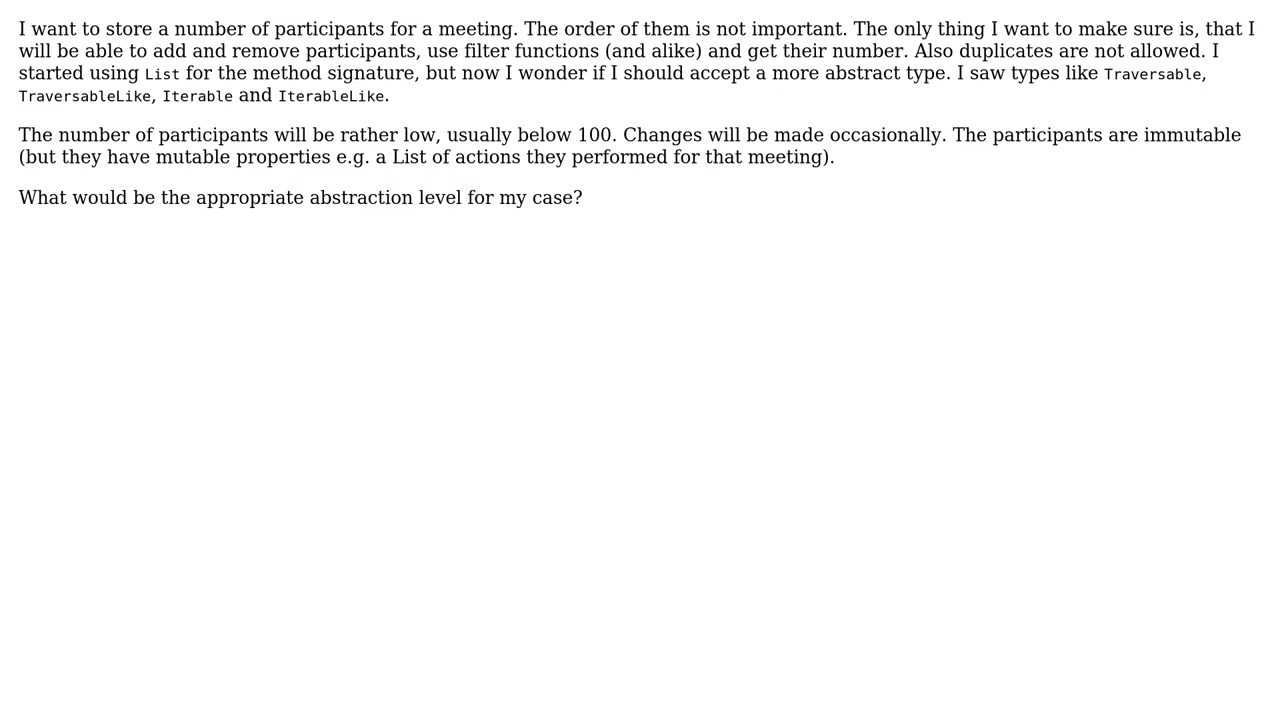 I want to store a number of participants for a meeting. The order of them is not important. The only thing I want to make sure is, that I
will be able to add and remove participants, use filter functions (and alike) and get their number. Also duplicates are not allowed. I
started using List for the method signature, but now I wonder if I should accept a more abstract type. I saw types like Traversable,
TraversableLike, Iterable and IterableLike.
The number of participants will be rather low, usually below 100. Changes will be made occasionally. The participants are immutable
(but they have mutable properties e.g. a List of actions they performed for that meeting).
What would be the appropriate abstraction level for my case?